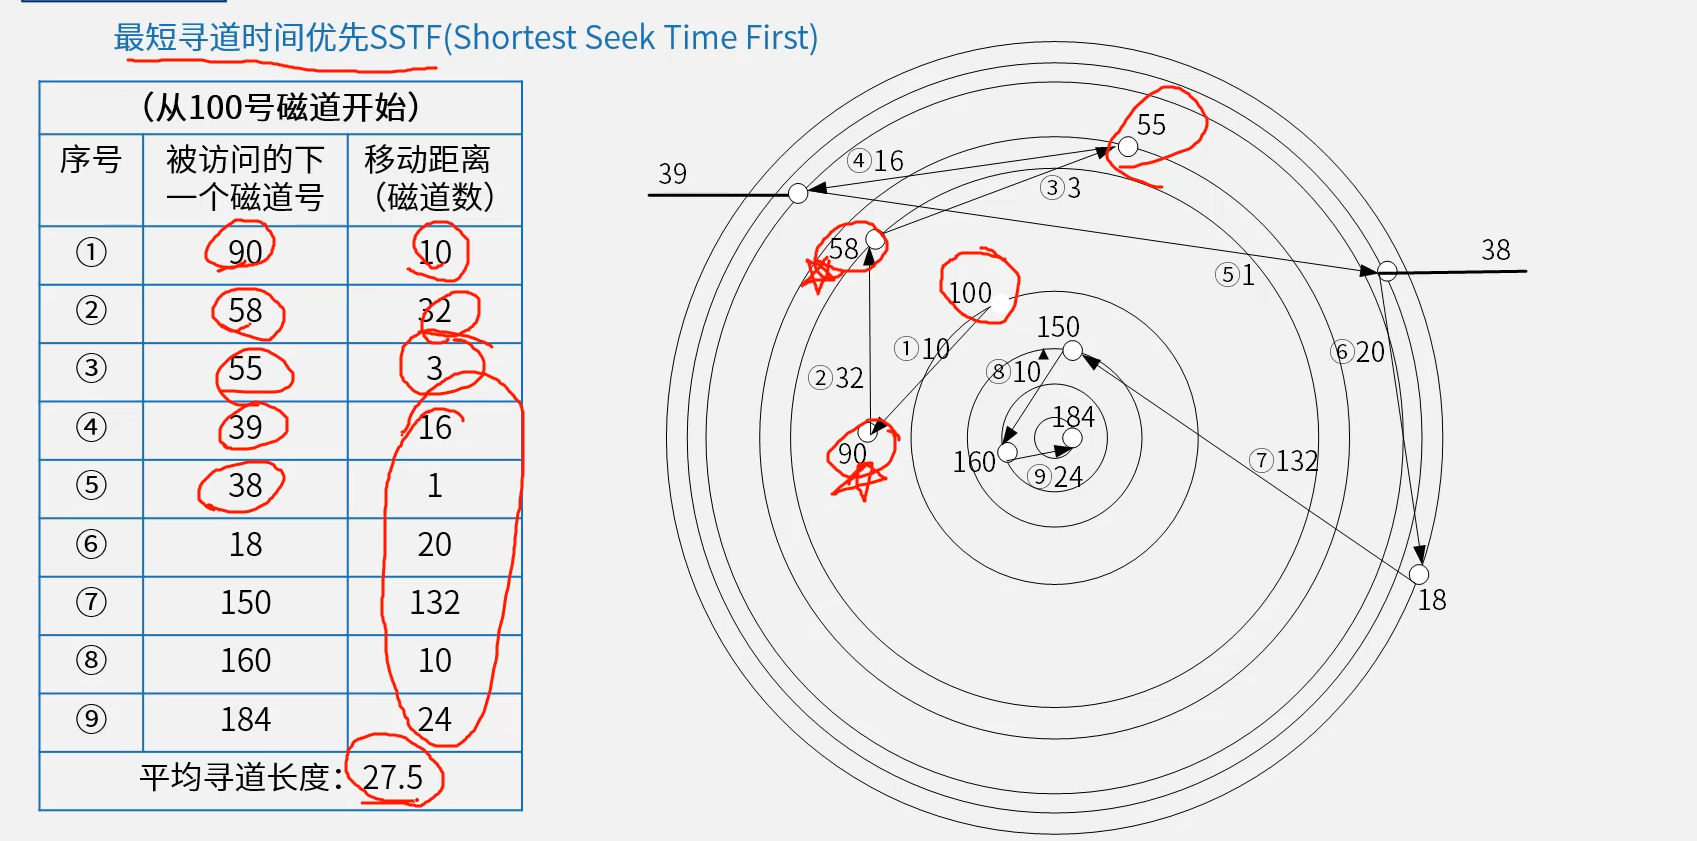 最短寻道时间优先SSTF(Shortest Seek Time First)
（从100号磁道开始）
序号 被访问的下一个磁道号 移动距离（磁道数）
① 90 10
② 58 32
③ 55 3
④ 39 16
⑤ 38 1
⑥ 18 20
⑦ 150 132
⑧ 160 10
⑨ 184 24
平均寻道长度：27.5
55
④16
39
③3
58
38
⑤1
100
150
①10
⑥20
⑧10
②32
184
90
160
⑦132
⑨24
18